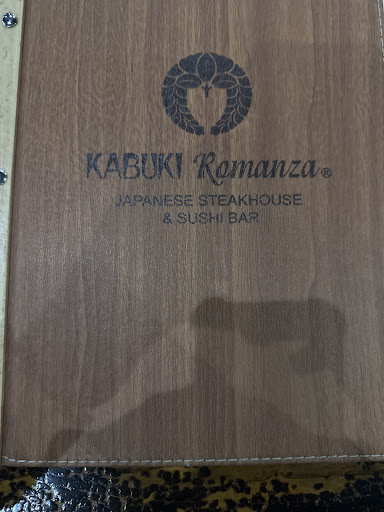 KABUKI Romanza®
JAPANESE STEAKHOUSE
& SUSHI BAR